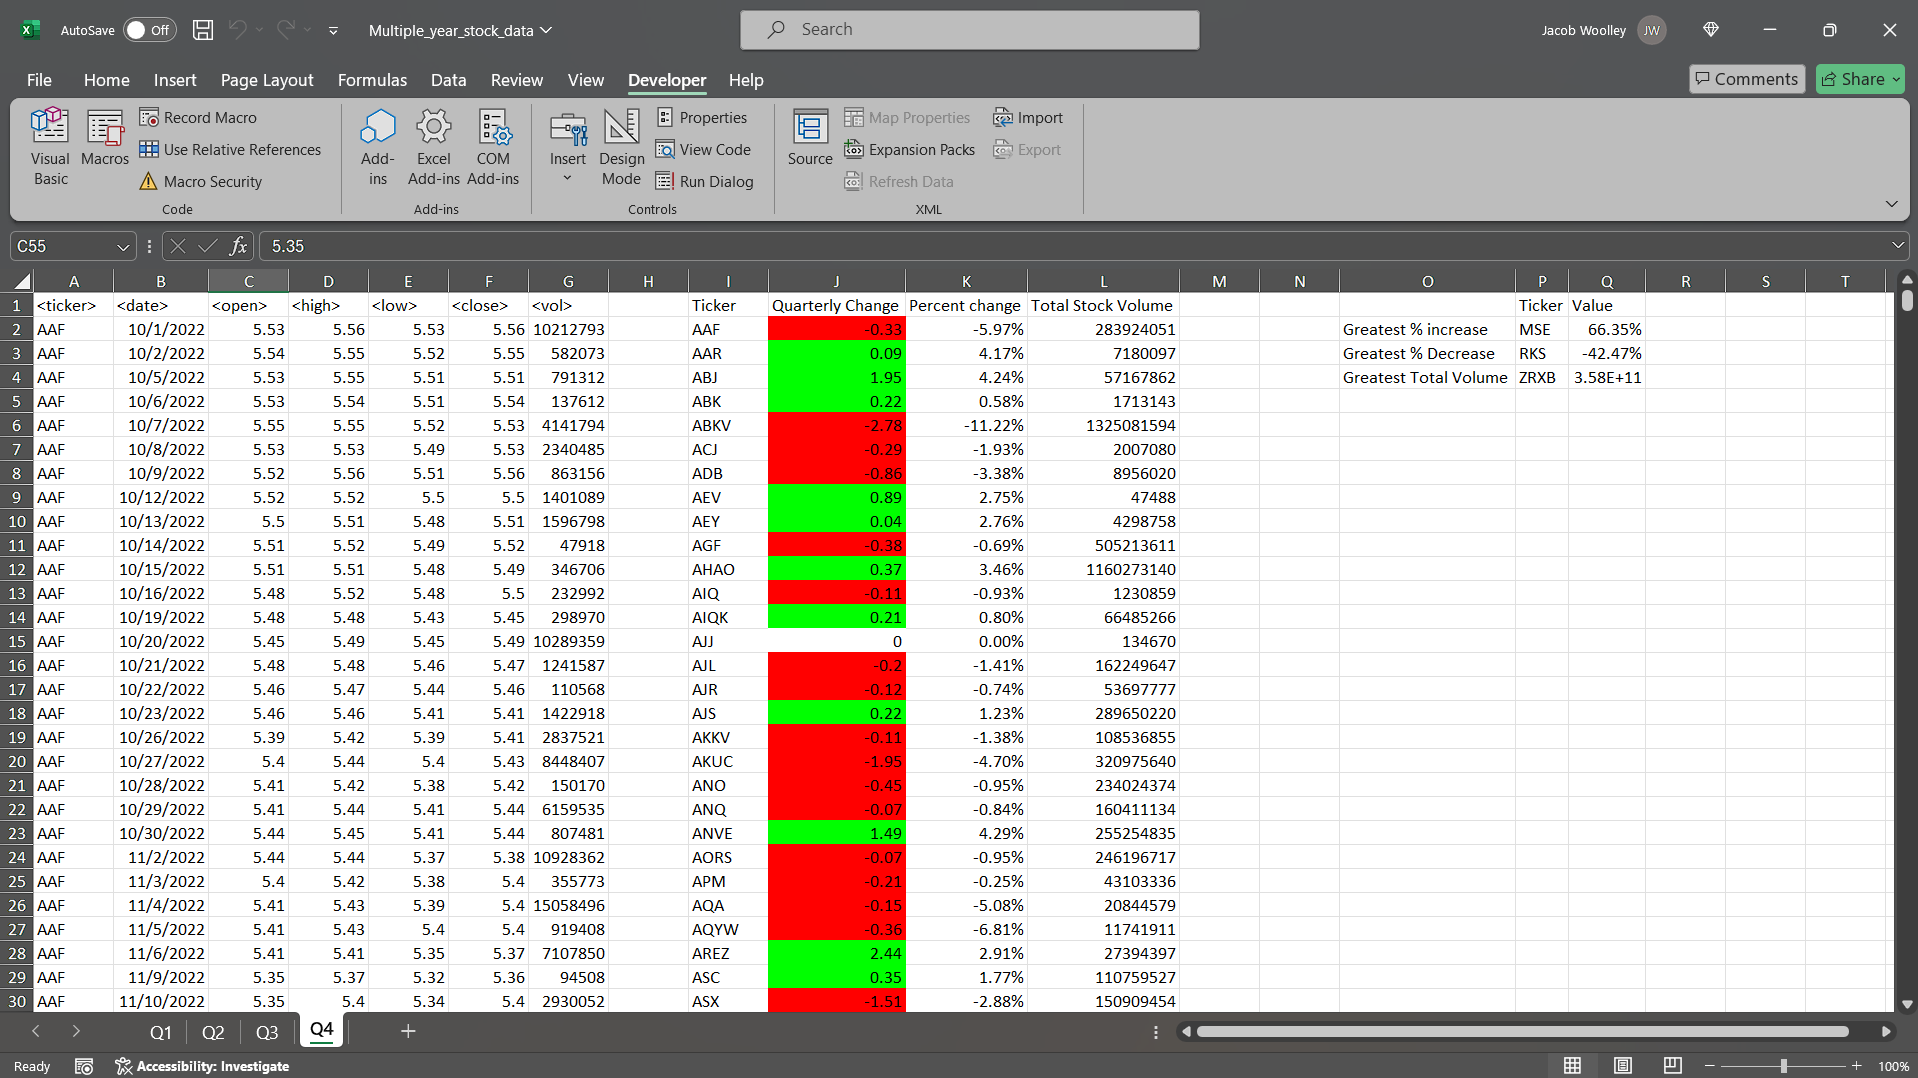 AutoSave Off Multiple_year_stock_data Search Jacob Woolley JW
File Home Insert Page Layout Formulas Data Review View Developer Help Comments Share
Visual Basic Macros Record Macro Use Relative References Macro Security Code
Add-ins Excel Add-ins COM Add-ins Add-ins
Insert Design Mode Properties View Code Run Dialog Controls
Source Map Properties Expansion Packs Refresh Data Import Export XML
C55 fx 5.35
A B C D E F G H I J K L M N O P Q R S T
1 <ticker> <date> <open> <high> <low> <close> <vol> Ticker Quarterly Change Percent change Total Stock Volume Ticker Value
2 AAF 10/1/2022 5.53 5.56 5.53 5.56 10212793 AAF -0.33 -5.97% 283924051 Greatest % increase MSE 66.35%
3 AAF 10/2/2022 5.54 5.55 5.52 5.55 582073 AAR 0.09 4.17% 7180097 Greatest % Decrease RKS -42.47%
4 AAF 10/5/2022 5.53 5.55 5.51 5.51 791312 ABJ 1.95 4.24% 57167862 Greatest Total Volume ZRXB 3.58E+11
5 AAF 10/6/2022 5.53 5.54 5.51 5.54 137612 ABK 0.22 0.58% 1713143
6 AAF 10/7/2022 5.55 5.55 5.52 5.53 4141794 ABKV -2.78 -11.22% 1325081594
7 AAF 10/8/2022 5.53 5.53 5.49 5.53 2340485 ACJ -0.29 -1.93% 2007080
8 AAF 10/9/2022 5.52 5.56 5.51 5.56 863156 ADB -0.86 -3.38% 8956020
9 AAF 10/12/2022 5.52 5.52 5.5 5.5 1401089 AEV 0.89 2.75% 47488
10 AAF 10/13/2022 5.5 5.51 5.48 5.51 1596798 AEY 0.04 2.76% 4298758
11 AAF 10/14/2022 5.51 5.52 5.49 5.52 47918 AGF -0.38 -0.69% 505213611
12 AAF 10/15/2022 5.51 5.51 5.48 5.49 346706 AHAO 0.37 3.46% 1160273140
13 AAF 10/16/2022 5.48 5.52 5.48 5.5 232992 AIQ -0.11 -0.93% 1230859
14 AAF 10/19/2022 5.48 5.48 5.43 5.45 298970 AIQK 0.21 0.80% 66485266
15 AAF 10/20/2022 5.45 5.49 5.45 5.49 10289359 AJJ 0 0.00% 134670
16 AAF 10/21/2022 5.48 5.48 5.46 5.47 1241587 AJL -0.2 -1.41% 162249647
17 AAF 10/22/2022 5.46 5.47 5.44 5.46 110568 AJR -0.12 -0.74% 53697777
18 AAF 10/23/2022 5.46 5.46 5.41 5.41 1422918 AJS 0.22 1.23% 289650220
19 AAF 10/26/2022 5.39 5.42 5.39 5.41 2837521 AKKV -0.11 -1.38% 108536855
20 AAF 10/27/2022 5.4 5.44 5.4 5.43 8448407 AKUC -1.95 -4.70% 320975640
21 AAF 10/28/2022 5.41 5.42 5.38 5.42 150170 ANO -0.45 -0.95% 234024374
22 AAF 10/29/2022 5.41 5.44 5.41 5.44 6159535 ANQ -0.07 -0.84% 160411134
23 AAF 10/30/2022 5.44 5.45 5.41 5.44 807481 ANVE 1.49 4.29% 255254835
24 AAF 11/2/2022 5.44 5.44 5.37 5.38 10928362 AORS -0.07 -0.95% 246196717
25 AAF 11/3/2022 5.4 5.42 5.38 5.4 355773 APM -0.21 -0.25% 43103336
26 AAF 11/4/2022 5.41 5.43 5.39 5.4 15058496 AQA -0.15 -5.08% 20844579
27 AAF 11/5/2022 5.41 5.43 5.4 5.4 919408 AQYW -0.36 -6.81% 11741911
28 AAF 11/6/2022 5.41 5.41 5.35 5.37 7107850 AREZ 2.44 2.91% 27394397
29 AAF 11/9/2022 5.35 5.37 5.32 5.36 94508 ASC 0.35 1.77% 110759527
30 AAF 11/10/2022 5.35 5.4 5.34 5.4 2930052 ASX -1.51 -2.88% 150909454
Q1 Q2 Q3 Q4
Ready Accessibility: Investigate 100%